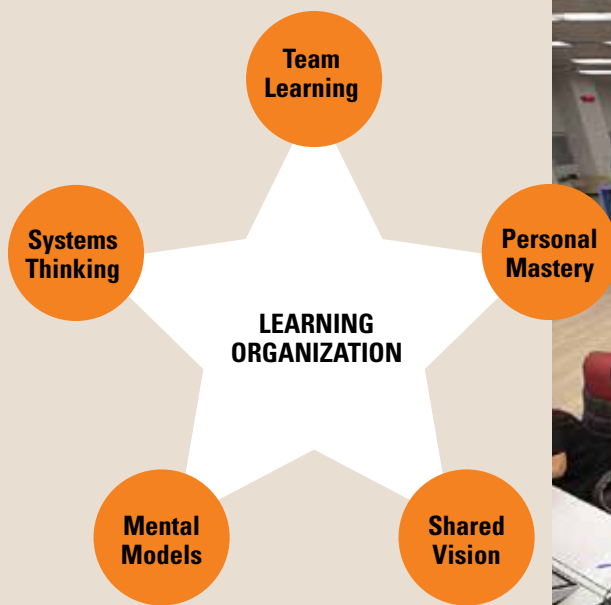 Team
Learning
Systems
Thinking
Personal
Mastery
LEARNING
ORGANIZATION
Mental
Models
Shared
Vision